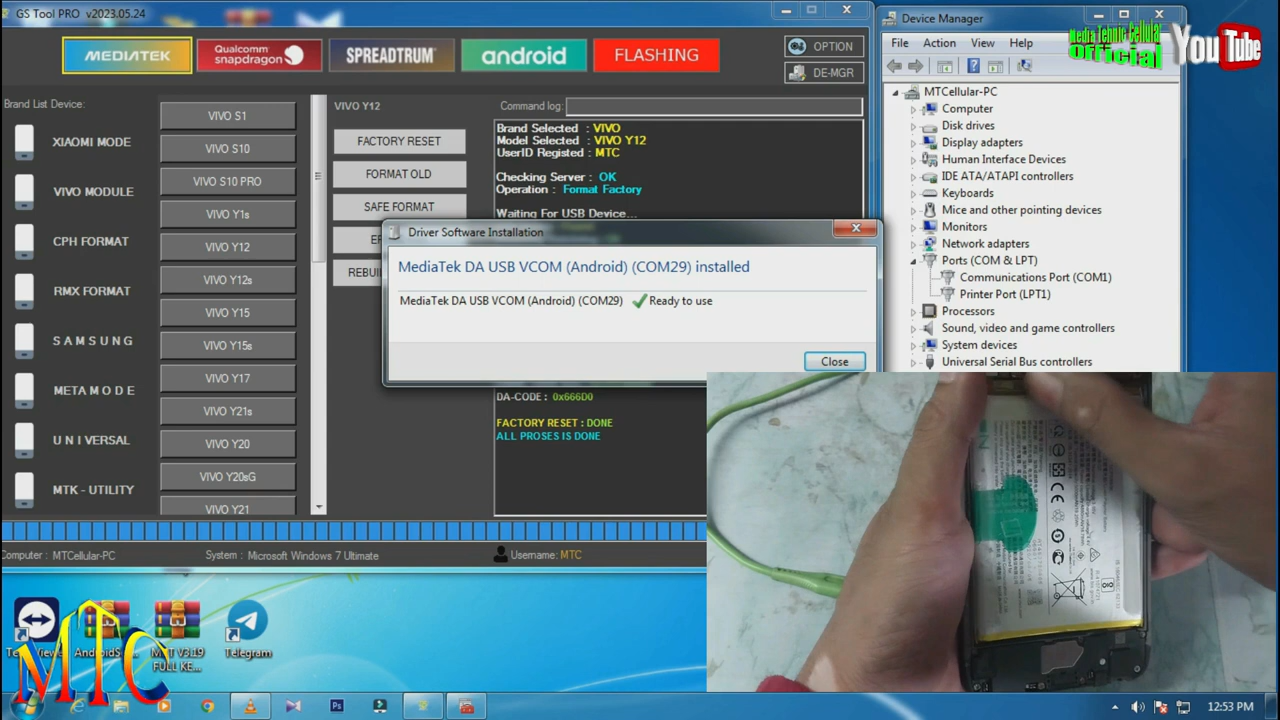 GS Tool PRO v2023.05.24
MEDIATEK
Qualcomm
snapdragon
SPREADTRUM
android
FLASHING
OPTION
DE-MGR
Brand List Device:
XIAOMI MODE
VIVO MODULE
CPH FORMAT
RMX FORMAT
S A M S U N G
META M O D E
U N I VERSAL
MTK - UTILITY
VIVO S1
VIVO S10
VIVO S10 PRO
VIVO Y1s
VIVO Y12
VIVO Y12s
VIVO Y15
VIVO Y15s
VIVO Y17
VIVO Y21s
VIVO Y20
VIVO Y20sG
VIVO Y21
VIVO Y12
FACTORY RESET
FORMAT OLD
SAFE FORMAT
Command log:
Brand Selected : VIVO
Model Selected : VIVO Y12
UserID Registed : MTC
Checking Server : OK
Operation : Format Factory
Waiting For USB Device...
Driver Software Installation
MediaTek DA USB VCOM (Android) (COM29) installed
MediaTek DA USB VCOM (Android) (COM29) Ready to use
Close
DA-CODE : 0x666D0
FACTORY RESET : DONE
ALL PROSES IS DONE
Computer : MTCellular-PC
System : Microsoft Windows 7 Ultimate
Username: MTC
Device Manager
File Action View Help
MTCellular-PC
Computer
Disk drives
Display adapters
Human Interface Devices
IDE ATA/ATAPI controllers
Keyboards
Mice and other pointing devices
Monitors
Network adapters
Ports (COM & LPT)
Communications Port (COM1)
Printer Port (LPT1)
Processors
Sound, video and game controllers
System devices
Universal Serial Bus controllers
Media Tehnic Cellular
Official
YouTube
Telegram
FULL KE...
MTC
12:53 PM